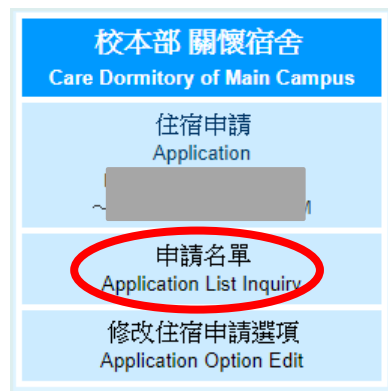 校本部 關懷宿舍
Care Dormitory of Main Campus
住宿申請
Application
～
申請名單
Application List Inquiry
修改住宿申請選項
Application Option Edit